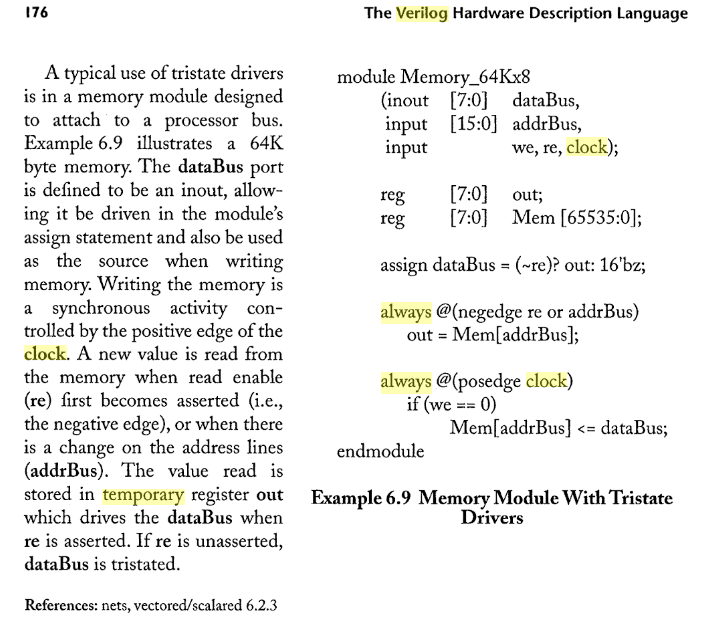 176
The Verilog Hardware Description Language
A typical use of tristate drivers
is in a memory module designed
to attach to a processor bus.
Example 6.9 illustrates a 64K
byte memory. The dataBus port
is defined to be an inout, allow-
ing it be driven in the module's
assign statement and also be used
as the source when writing
memory. Writing the memory is
a synchronous activity con-
trolled by the positive edge of the
clock. A new value is read from
the memory when read enable
(re) first becomes asserted (i.e.,
the negative edge), or when there
is a change on the address lines
(addrBus). The value read is
stored in temporary register out
which drives the dataBus when
re is asserted. If re is unasserted,
dataBus is tristated.
References: nets, vectored/scalared 6.2.3
module Memory_64Kx8
(inout [7:0] dataBus,
input [15:0] addrBus,
input we, re, clock);
reg [7:0] out;
reg [7:0] Mem [65535:0];
assign dataBus = (~re)? out: 16'bz;
always @(negedge re or addrBus)
out = Mem[addrBus];
always @(posedge clock)
if (we == 0)
Mem[addrBus] <= dataBus;
endmodule
Example 6.9 Memory Module With Tristate
Drivers